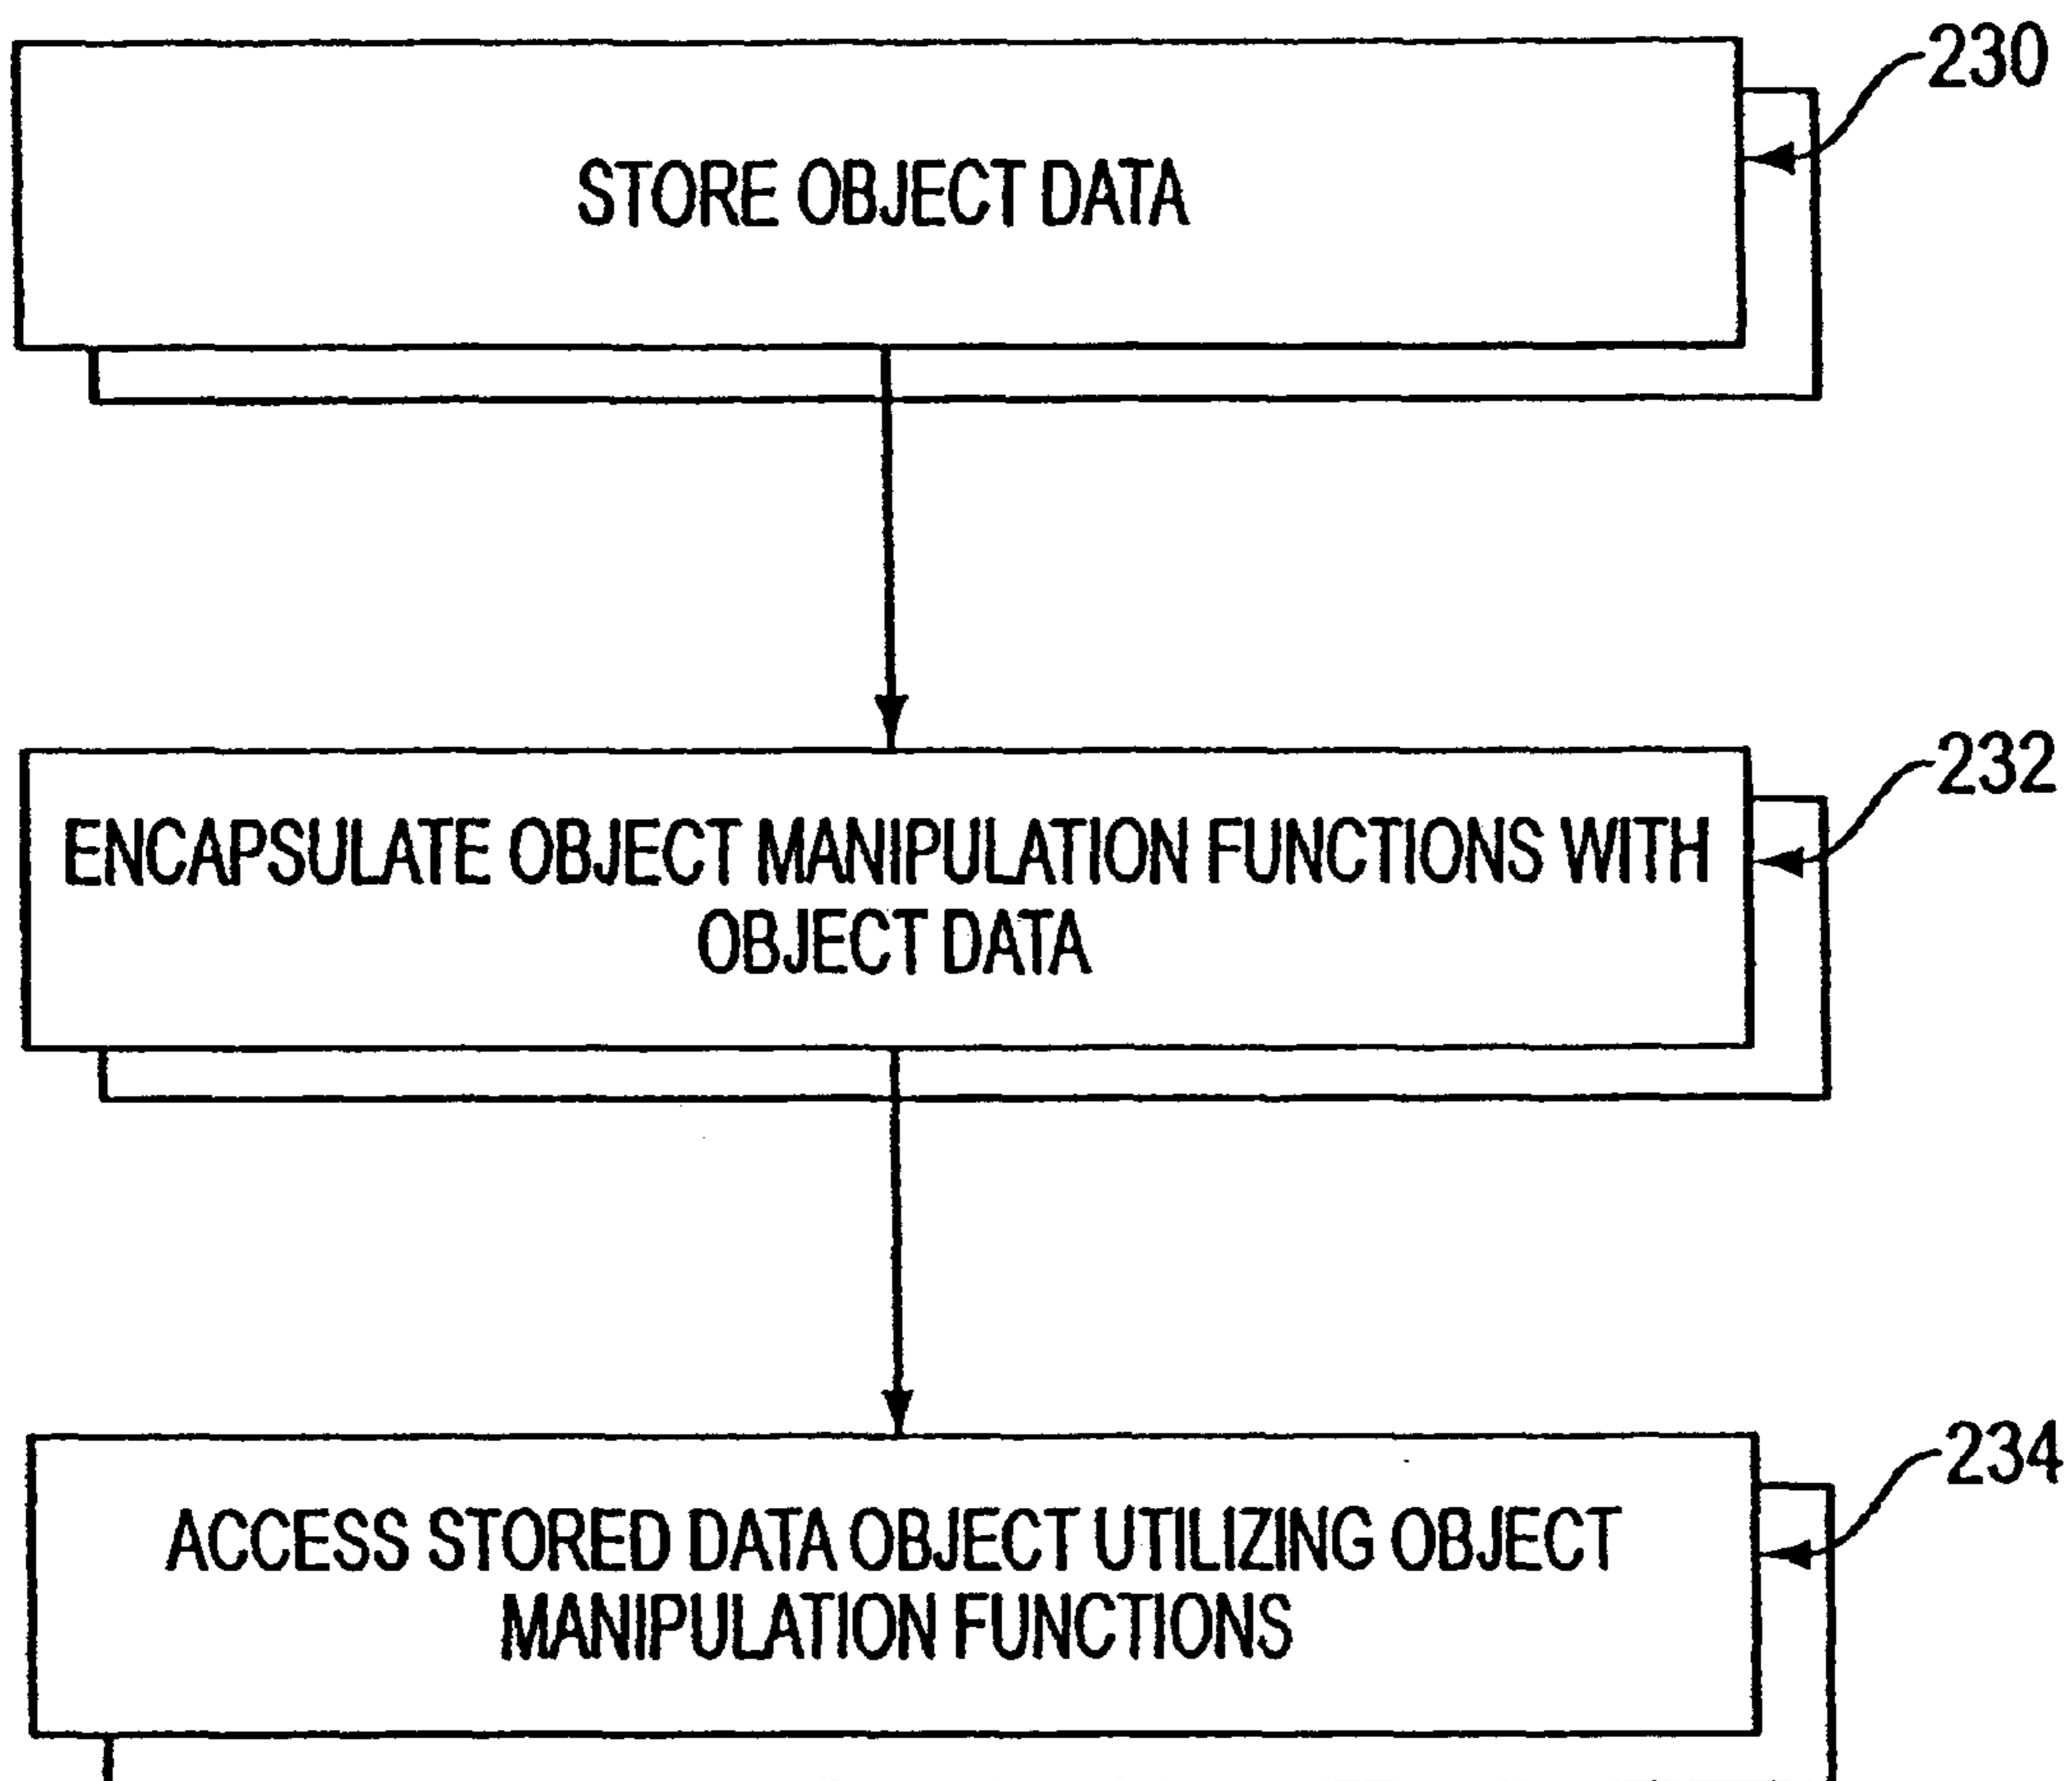 230
STORE OBJECT DATA
232
ENCAPSULATE OBJECT MANIPULATION FUNCTIONS WITH
OBJECT DATA
234
ACCESS STORED DATA OBJECT UTILIZING OBJECT
MANIPULATION FUNCTIONS